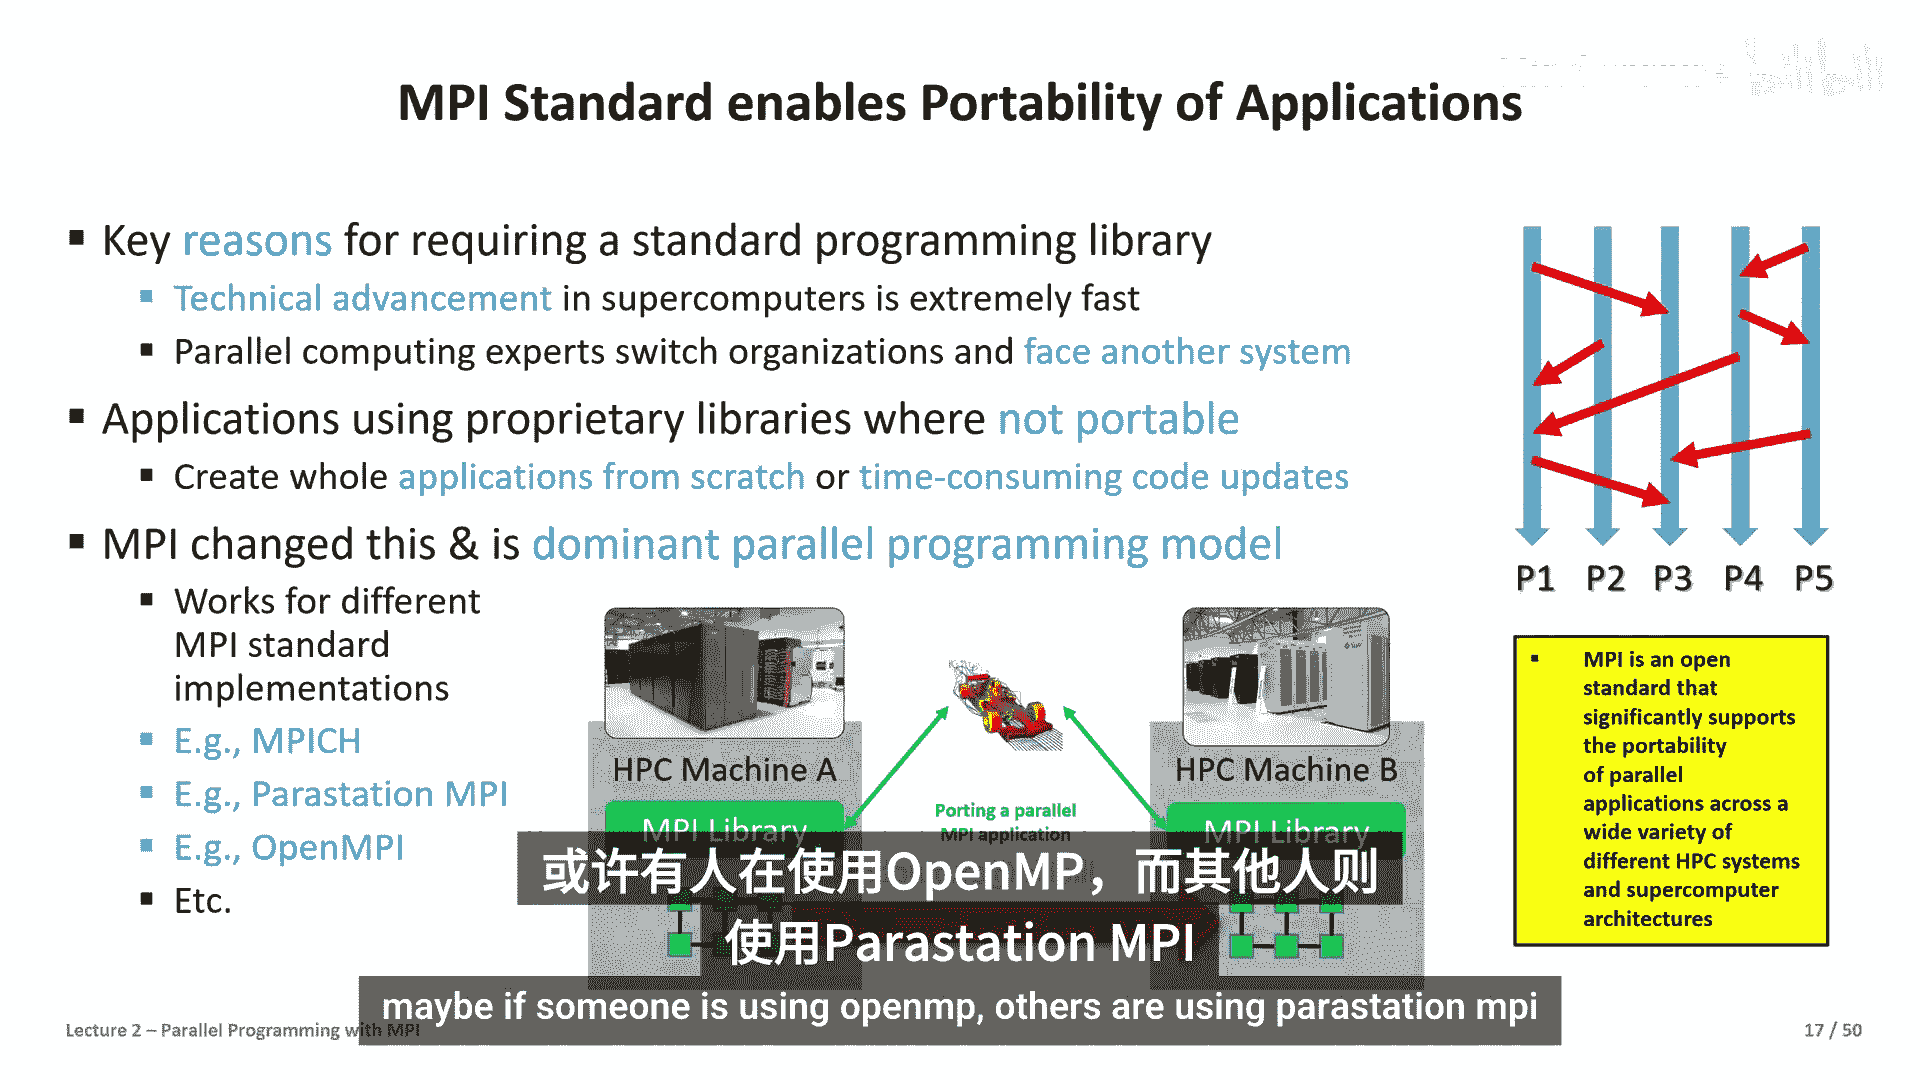 MPI Standard enables Portability of Applications
▪ Key reasons for requiring a standard programming library
▪ Technical advancement in supercomputers is extremely fast
▪ Parallel computing experts switch organizations and face another system
▪ Applications using proprietary libraries where not portable
▪ Create whole applications from scratch or time-consuming code updates
▪ MPI changed this & is dominant parallel programming model
▪ Works for different
MPI standard
implementations
▪ E.g., MPICH
▪ E.g., Parastation MPI
▪ E.g., OpenMPI
▪ Etc.
HPC Machine A
MPI Library
Porting a parallel
MPI application
HPC Machine B
MPI Library
P1 P2 P3 P4 P5
▪ MPI is an open
standard that
significantly supports
the portability
of parallel
applications across a
wide variety of
different HPC systems
and supercomputer
architectures
或许有人在使用OpenMP，而其他人则
使用Parastation MPI
maybe if someone is using openmp, others are using parastation mpi
Lecture 2 – Parallel Programming with MPI
17 / 50